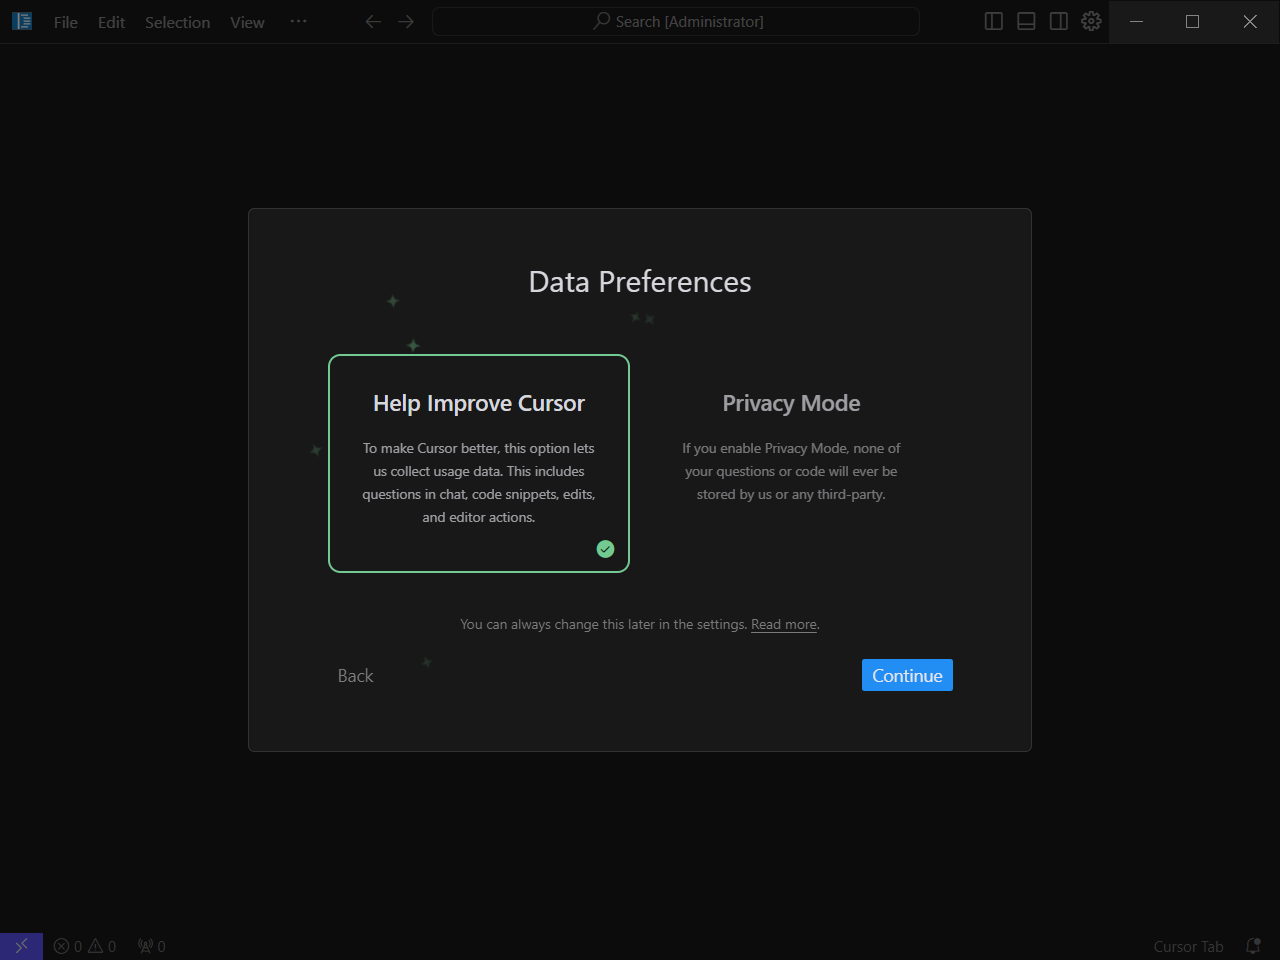 File Edit Selection View ··· Search [Administrator]
Data Preferences
Help Improve Cursor
To make Cursor better, this option lets
us collect usage data. This includes
questions in chat, code snippets, edits,
and editor actions.
Privacy Mode
If you enable Privacy Mode, none of
your questions or code will ever be
stored by us or any third-party.
You can always change this later in the settings. Read more.
Back Continue
0 0 0 Cursor Tab